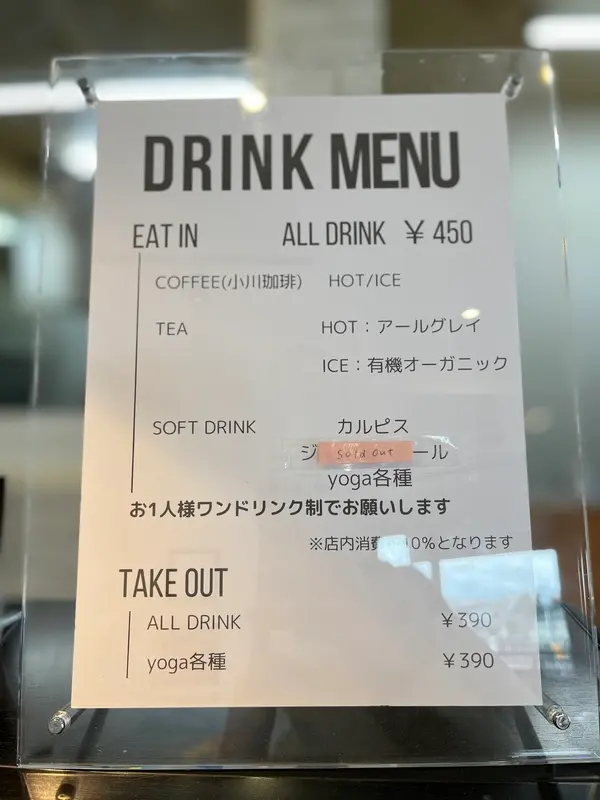 DRINK MENU
EAT IN ALL DRINK ¥ 450
COFFEE(小川珈琲) HOT/ICE
TEA HOT：アールグレイ
ICE：有機オーガニック
SOFT DRINK カルピス
ジ Sold out ール
yoga各種
お1人様ワンドリンク制でお願いします
※店内消費 10%となります
TAKE OUT
ALL DRINK ¥390
yoga各種 ¥390